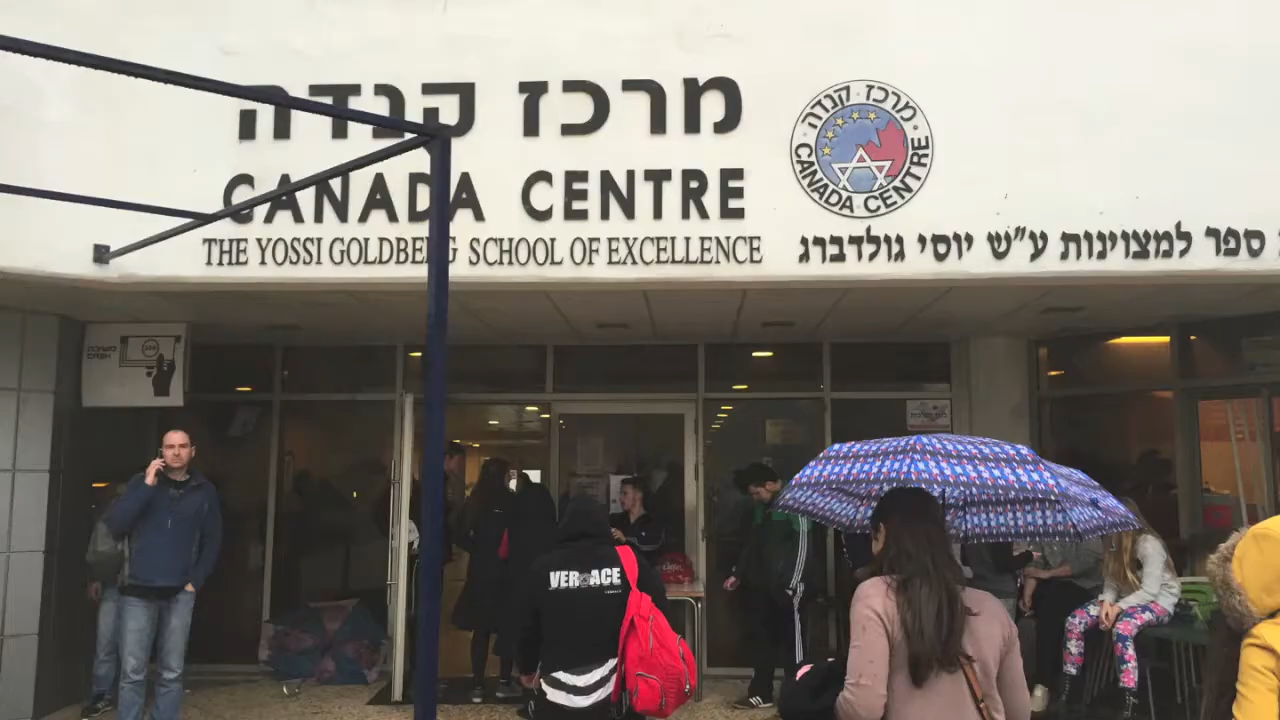 מרכז קנדה
CANADA CENTRE
THE YOSSI GOLDBERG SCHOOL OF EXCELLENCE
ספר למצוינות ע"ש יוסי גולדברג
מרכז קנדה
CANADA CENTRE
VERSACE